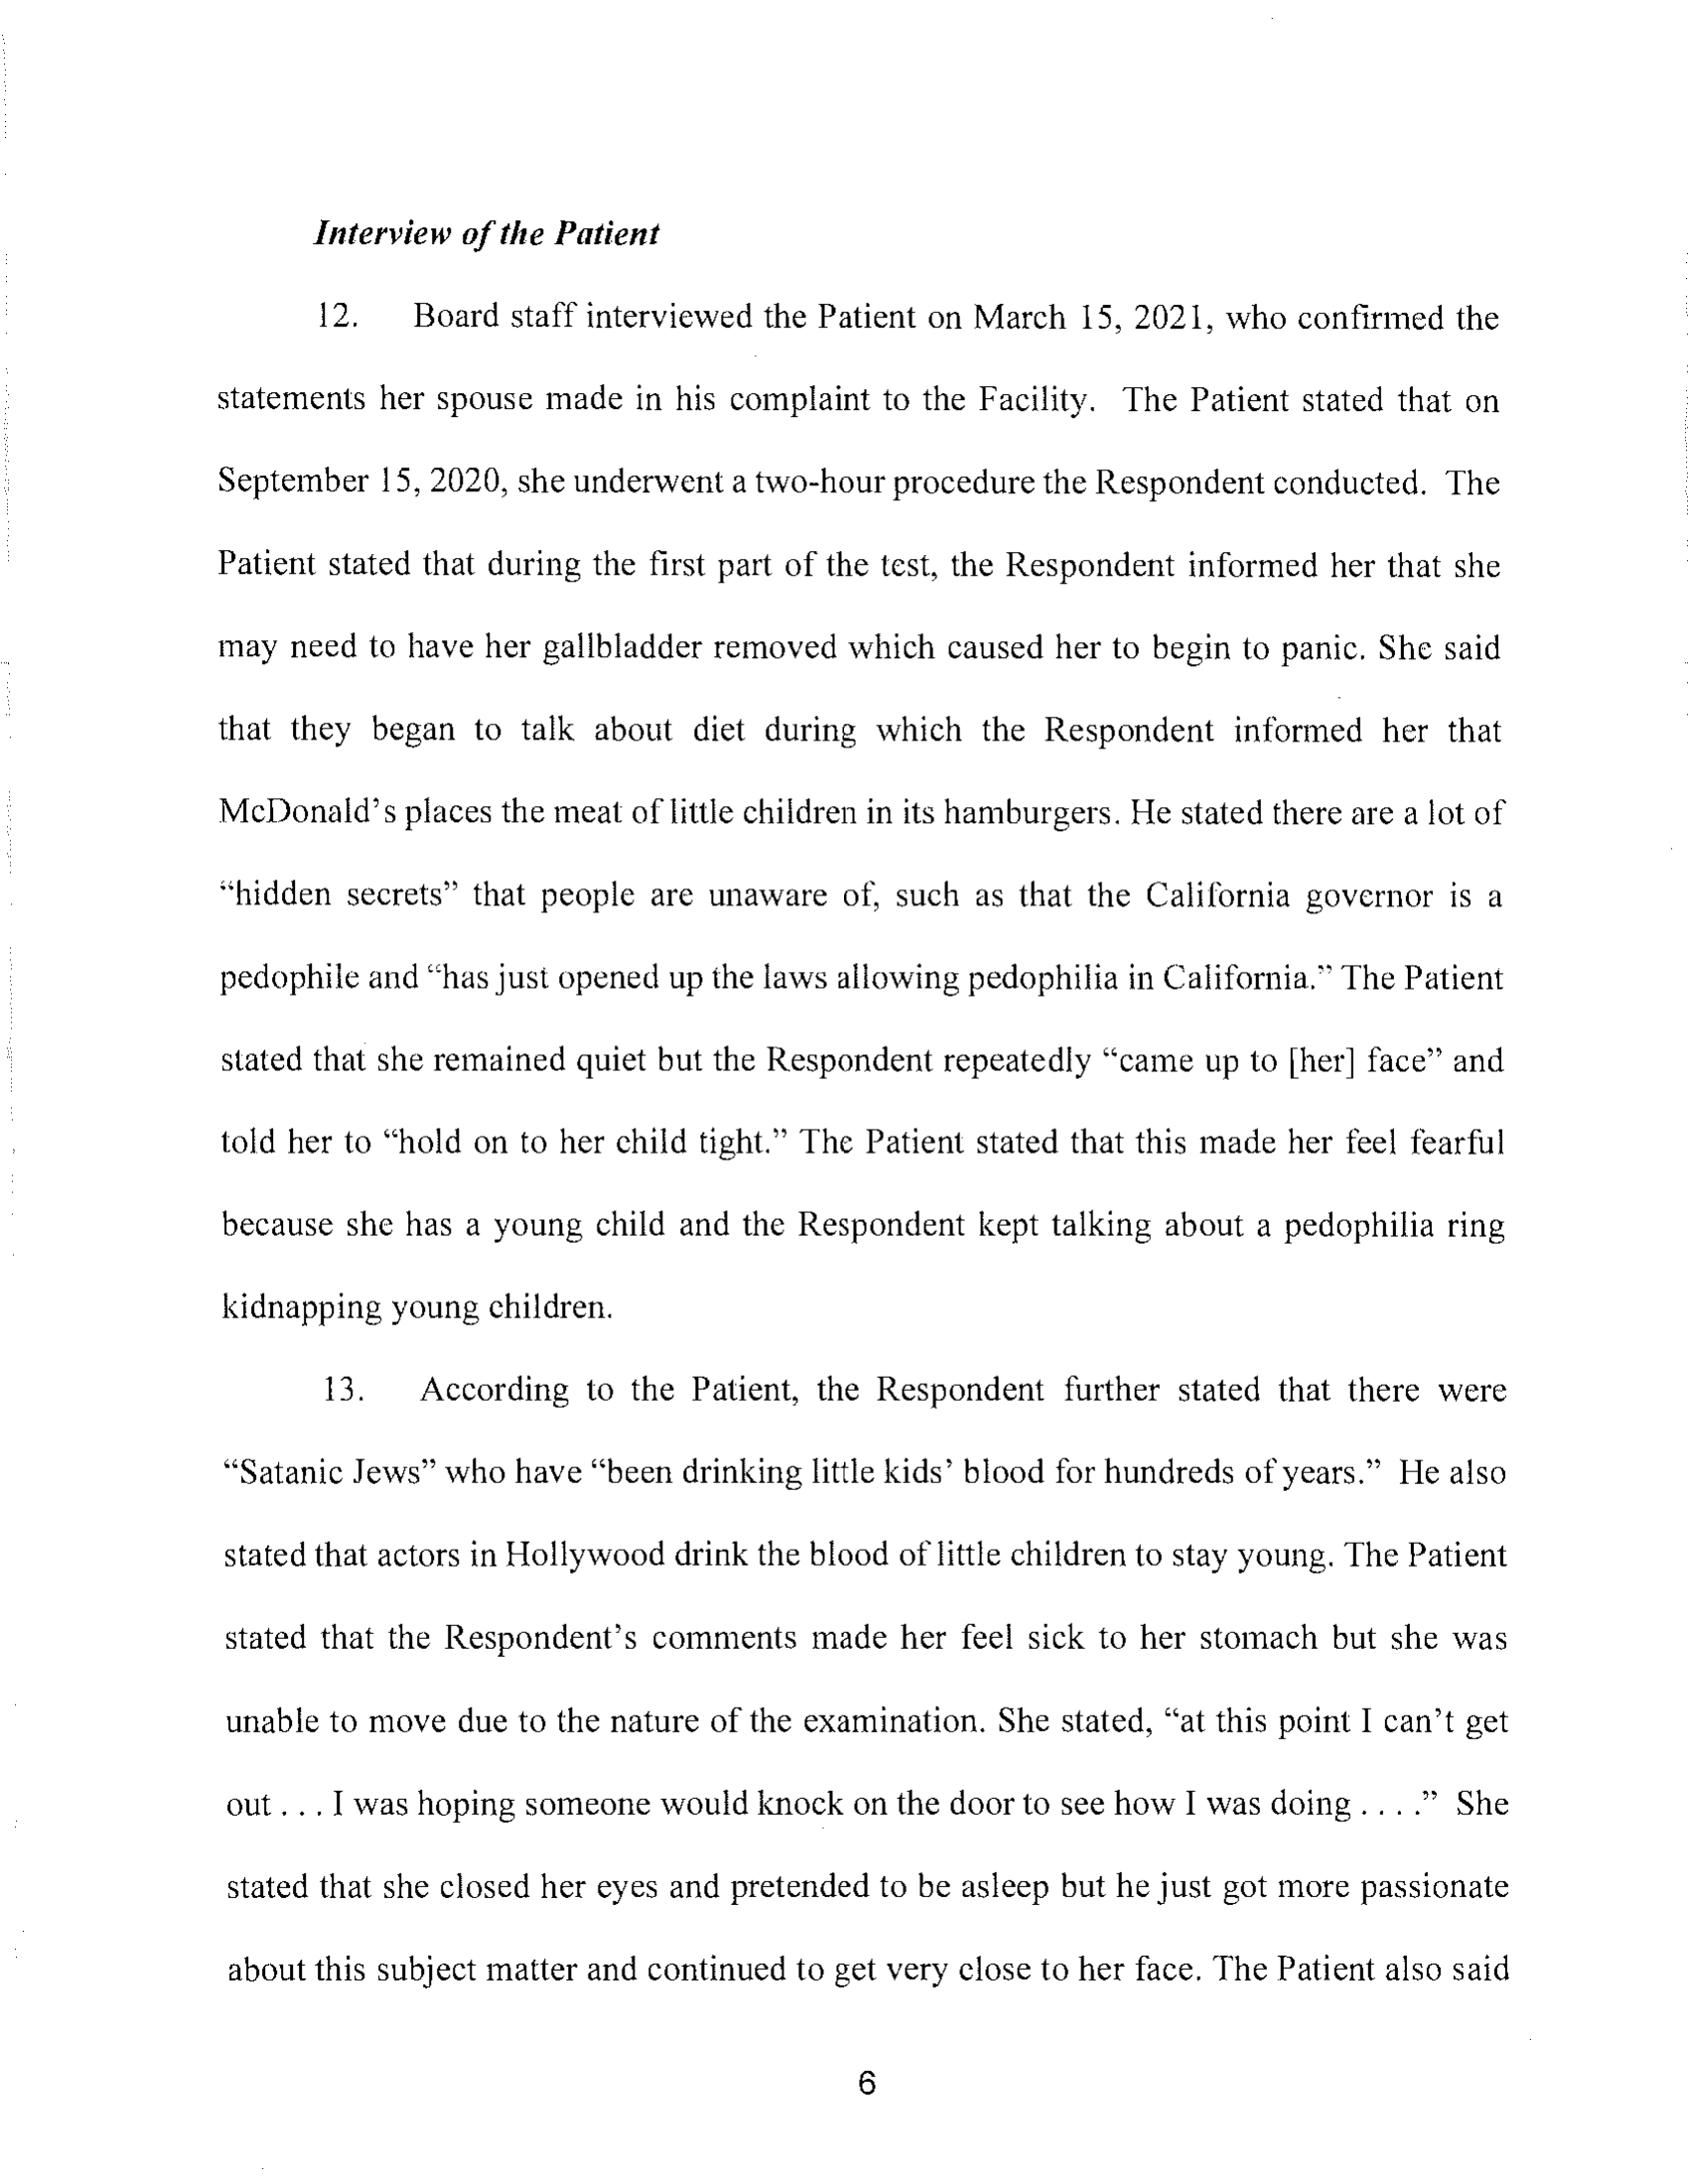 Interview of the Patient
12. Board staff interviewed the Patient on March 15, 2021, who confirmed the
statements her spouse made in his complaint to the Facility. The Patient stated that on
September 15, 2020, she underwent a two-hour procedure the Respondent conducted. The
Patient stated that during the first part of the test, the Respondent informed her that she
may need to have her gallbladder removed which caused her to begin to panic. She said
that they began to talk about diet during which the Respondent informed her that
McDonald's places the meat of little children in its hamburgers. He stated there are a lot of
“hidden secrets” that people are unaware of, such as that the California governor is a
pedophile and “has just opened up the laws allowing pedophilia in California.” The Patient
stated that she remained quiet but the Respondent repeatedly “came up to [her] face” and
told her to “hold on to her child tight.” The Patient stated that this made her feel fearful
because she has a young child and the Respondent kept talking about a pedophilia ring
kidnapping young children.
13. According to the Patient, the Respondent further stated that there were
“Satanic Jews” who have “been drinking little kids’ blood for hundreds of years.” He also
stated that actors in Hollywood drink the blood of little children to stay young. The Patient
stated that the Respondent’s comments made her feel sick to her stomach but she was
unable to move due to the nature of the examination. She stated, “at this point I can’t get
out . . . I was hoping someone would knock on the door to see how I was doing . . . .” She
stated that she closed her eyes and pretended to be asleep but he just got more passionate
about this subject matter and continued to get very close to her face. The Patient also said
6